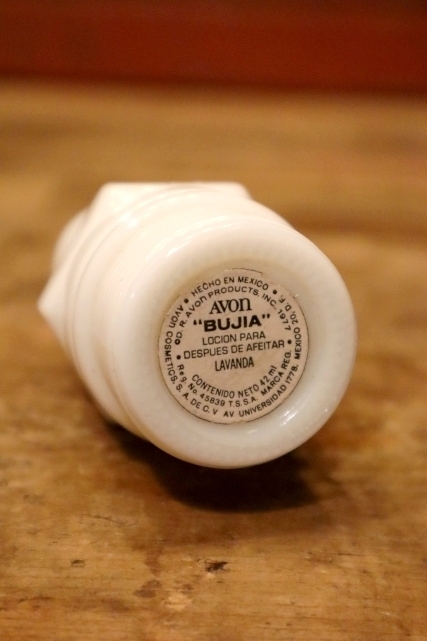 HECHO EN MEXICO •
D. R. AVON PRODUCTS, INC. 1977
AVON
"BUJIA"
LOCION PARA
DESPUES DE AFEITAR
LAVANDA
CONTENIDO NETO 42 ml
Reg. No. 45839 T.S.S.A. MARCA REG. •
AVON COSMETICS, S.A. DE C.V AV. UNIVERSIDAD 1778, MEXICO 20, D.F. •